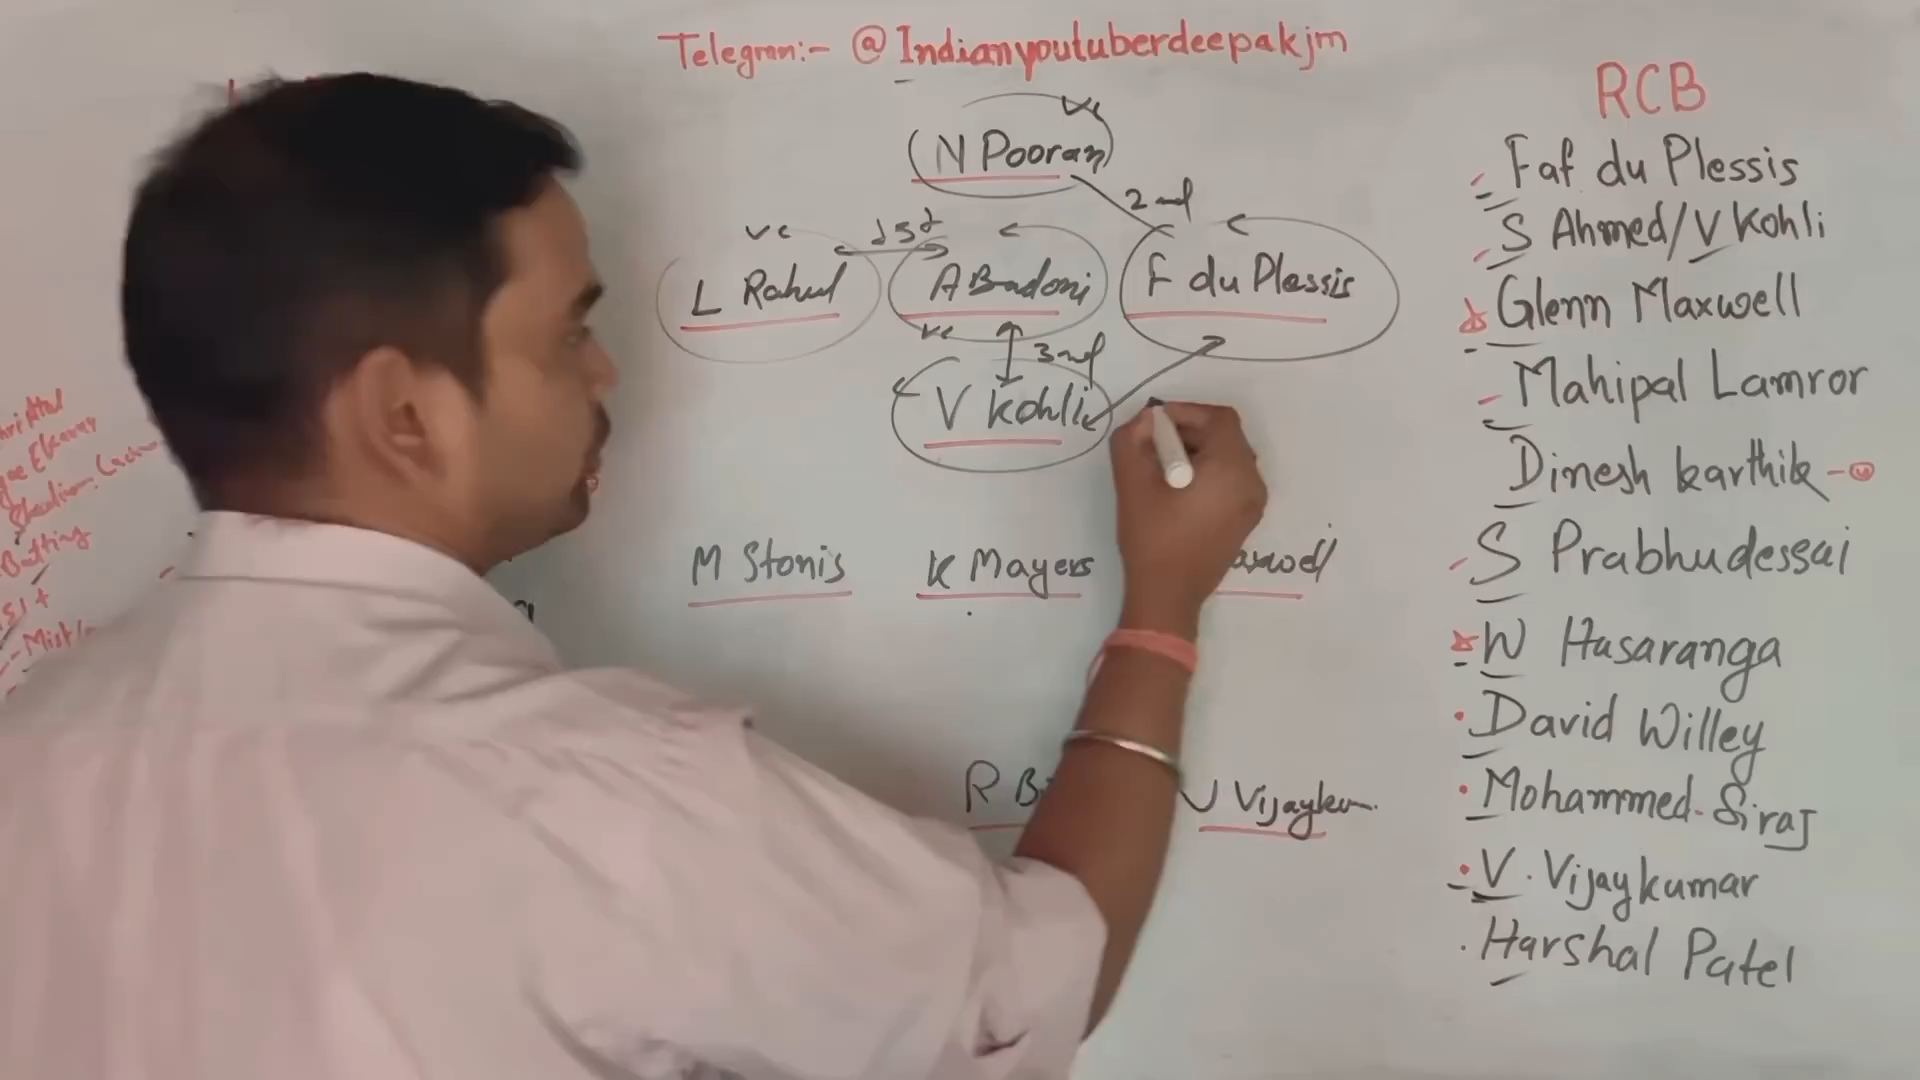 Telegram:- @Indianyoutuberdeepakjm
RCB
vc
N Pooran
2nd
vc 1st c c
L Rahul A Badoni F du Plessis
vc 3rd
c V Kohli
M Stonis K Mayers
R V Vijayku
Batting
Faf du Plessis
S Ahmed/V Kohli
Glenn Maxwell
Mahipal Lamror
Dinesh karthik
S Prabhudessai
W Hasaranga
David Willey
Mohammed Siraj
V. Vijaykumar
Harshal Patel